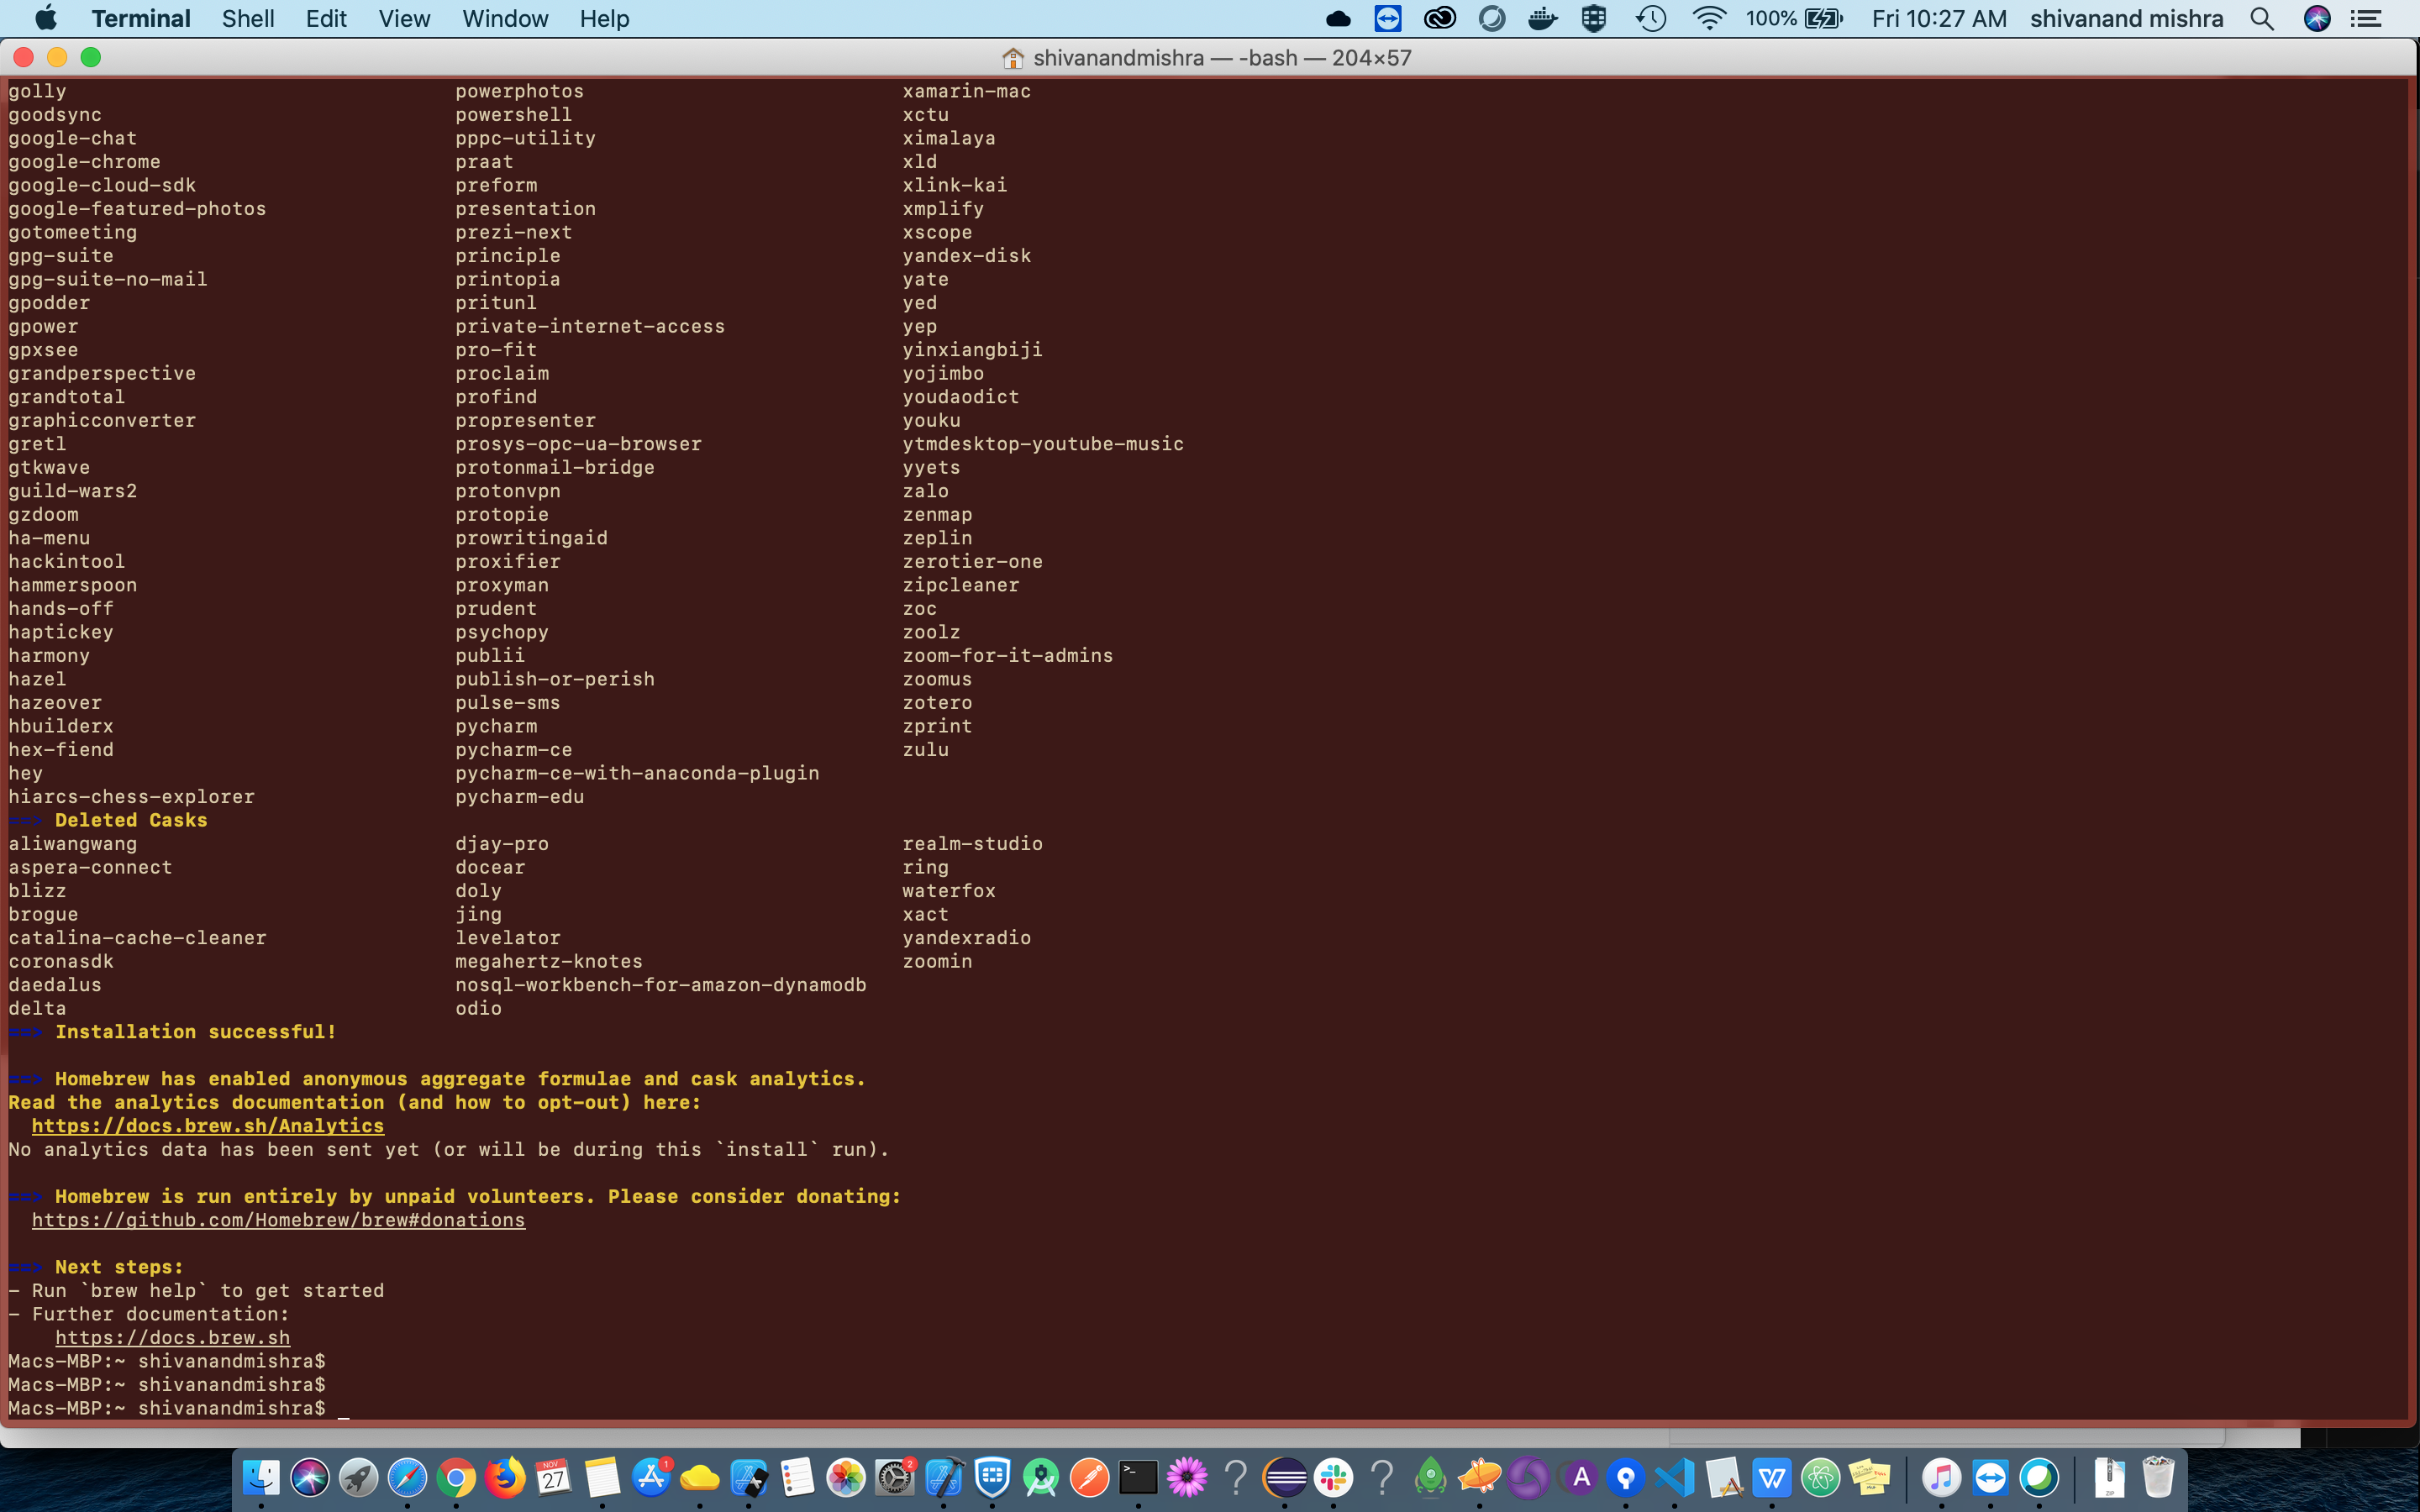 Terminal Shell Edit View Window Help 100% Fri 10:27 AM shivanand mishra
shivanandmishra — -bash — 204×57
golly powerphotos xamarin-mac
goodsync powershell xctu
google-chat pppc-utility ximalaya
google-chrome praat xld
google-cloud-sdk preform xlink-kai
google-featured-photos presentation xmplify
gotomeeting prezi-next xscope
gpg-suite principle yandex-disk
gpg-suite-no-mail printopia yate
gpodder pritunl yed
gpower private-internet-access yep
gpxsee pro-fit yinxiangbiji
grandperspective proclaim yojimbo
grandtotal profind youdaodict
graphicconverter propresenter youku
gretl prosys-opc-ua-browser ytmdesktop-youtube-music
gtkwave protonmail-bridge yyets
guild-wars2 protonvpn zalo
gzdoom protopie zenmap
ha-menu prowritingaid zeplin
hackintool proxifier zerotier-one
hammerspoon proxyman zipcleaner
hands-off prudent zoc
haptickey psychopy zoolz
harmony publii zoom-for-it-admins
hazel publish-or-perish zoomus
hazeover pulse-sms zotero
hbuilderx pycharm zprint
hex-fiend pycharm-ce zulu
hey pycharm-ce-with-anaconda-plugin
hiarcs-chess-explorer pycharm-edu
==> Deleted Casks
aliwangwang djay-pro realm-studio
aspera-connect docear ring
blizz doly waterfox
brogue jing xact
catalina-cache-cleaner levelator yandexradio
coronasdk megahertz-knotes zoomin
daedalus nosql-workbench-for-amazon-dynamodb
delta odio
==> Installation successful!
==> Homebrew has enabled anonymous aggregate formulae and cask analytics.
Read the analytics documentation (and how to opt-out) here:
https://docs.brew.sh/Analytics
No analytics data has been sent yet (or will be during this `install` run).
==> Homebrew is run entirely by unpaid volunteers. Please consider donating:
https://github.com/Homebrew/brew#donations
==> Next steps:
- Run `brew help` to get started
- Further documentation:
https://docs.brew.sh
Macs-MBP:~ shivanandmishra$
Macs-MBP:~ shivanandmishra$
Macs-MBP:~ shivanandmishra$
NOV
27
1
2
A
W
ZIP